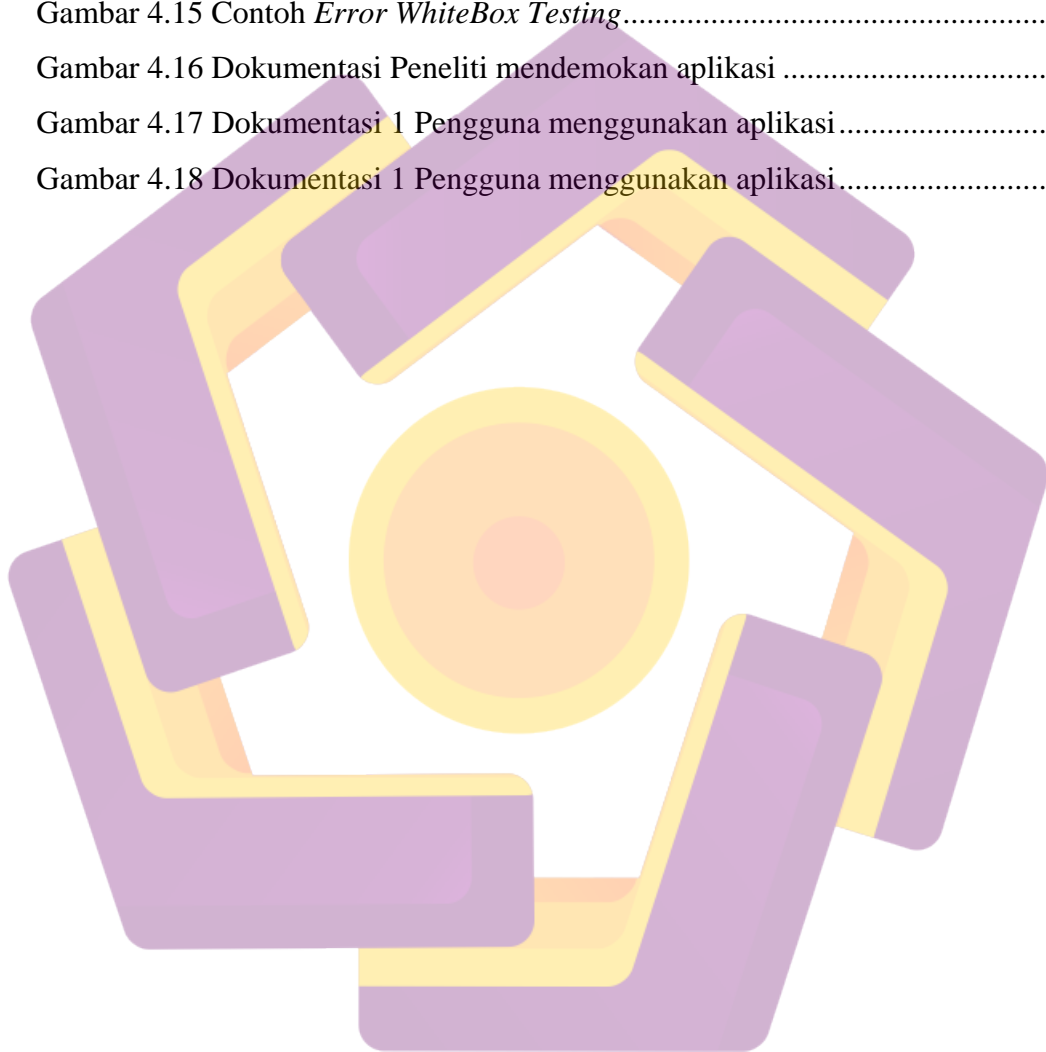 Gambar 4.15 Contoh Error WhiteBox Testing........................................................
Gambar 4.16 Dokumentasi Peneliti mendemokan aplikasi ...................................
Gambar 4.17 Dokumentasi 1 Pengguna menggunakan aplikasi............................
Gambar 4.18 Dokumentasi 1 Pengguna menggunakan aplikasi............................